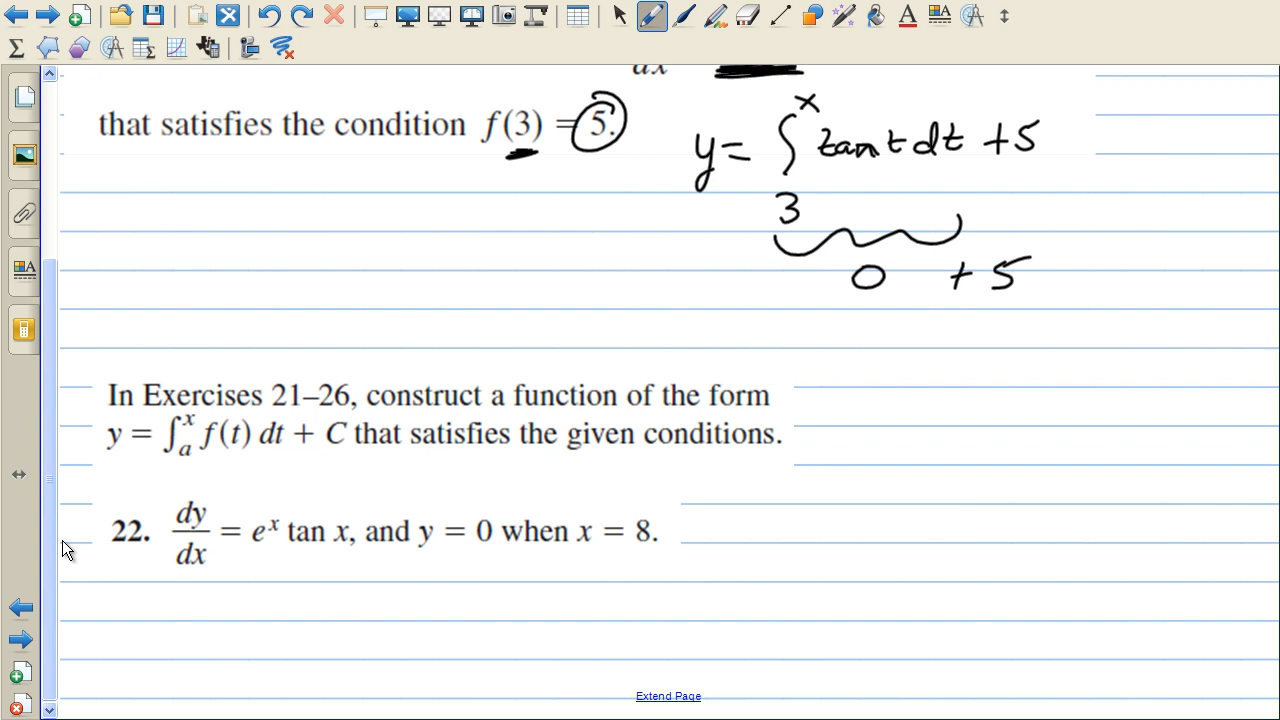 dx
that satisfies the condition f(3) = 5.
y = ∫₃ˣ tan t dt + 5
0 + 5
In Exercises 21–26, construct a function of the form
y = ∫ₐˣ f(t) dt + C that satisfies the given conditions.
22. dy/dx = eˣ tan x, and y = 0 when x = 8.
Extend Page